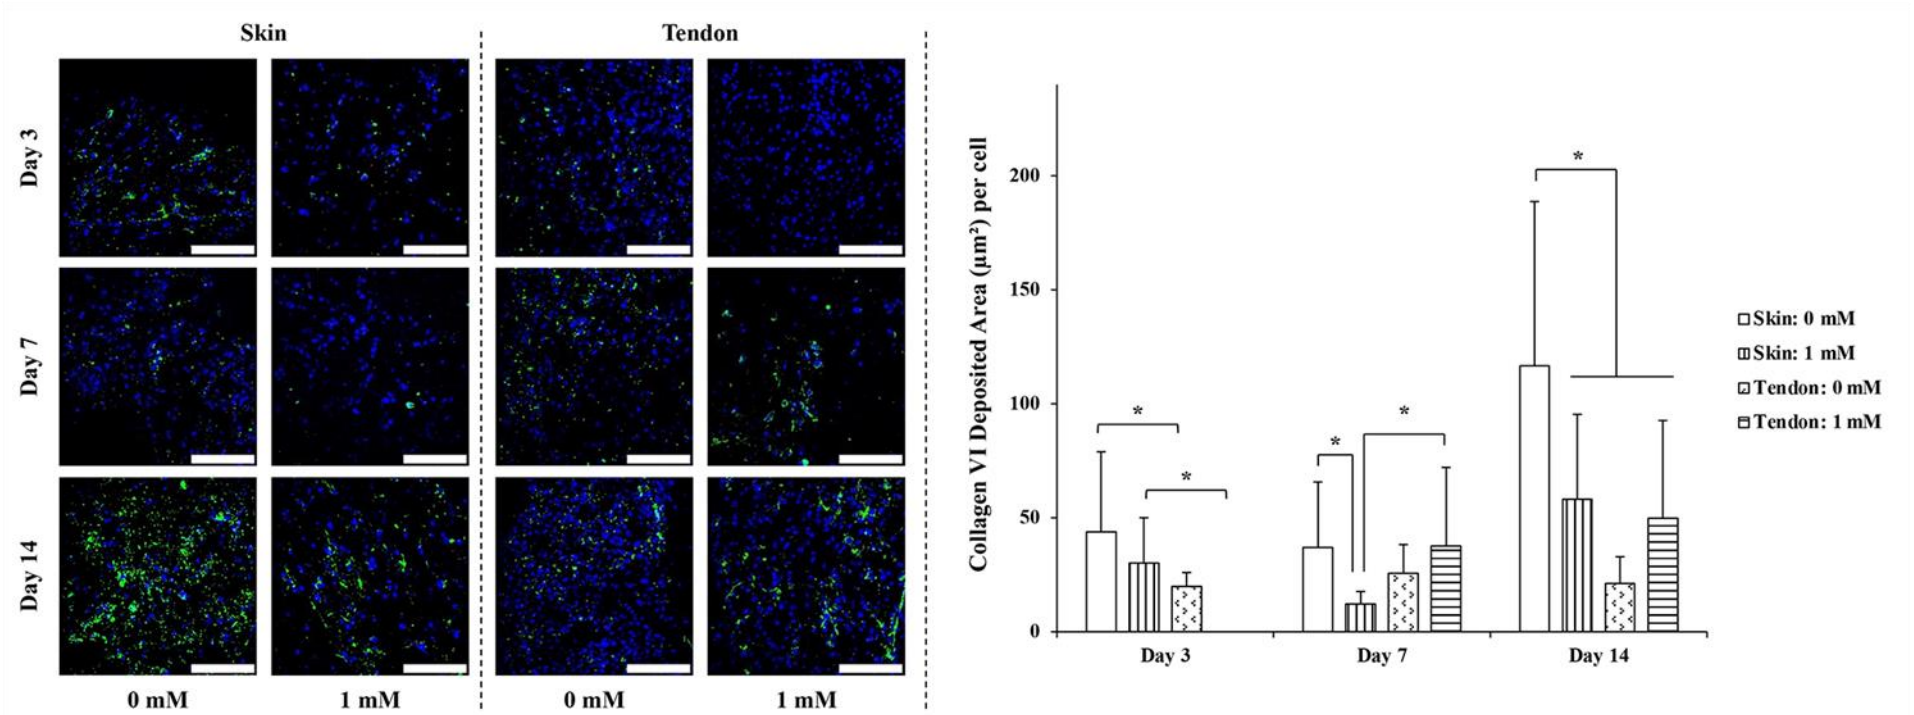 Skin
Tendon
Day 3
Day 7
Day 14
0 mM
1 mM
0 mM
1 mM
Collagen VI Deposited Area (µm²) per cell
200
150
100
50
0
*
*
*
*
*
Day 3
Day 7
Day 14
Skin: 0 mM
Skin: 1 mM
Tendon: 0 mM
Tendon: 1 mM